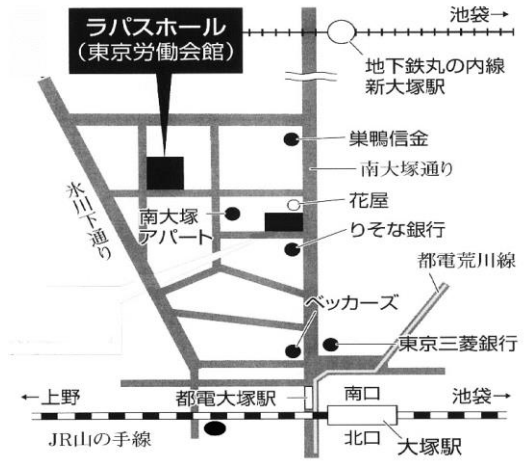 ラパスホール
(東京労働会館)
池袋→
地下鉄丸の内線
新大塚駅
巣鴨信金
南大塚通り
花屋
氷川下通り
南大塚
アパート
りそな銀行
都電荒川線
ベッカーズ
東京三菱銀行
←上野
都電大塚駅
南口
池袋→
JR山の手線
北口
大塚駅